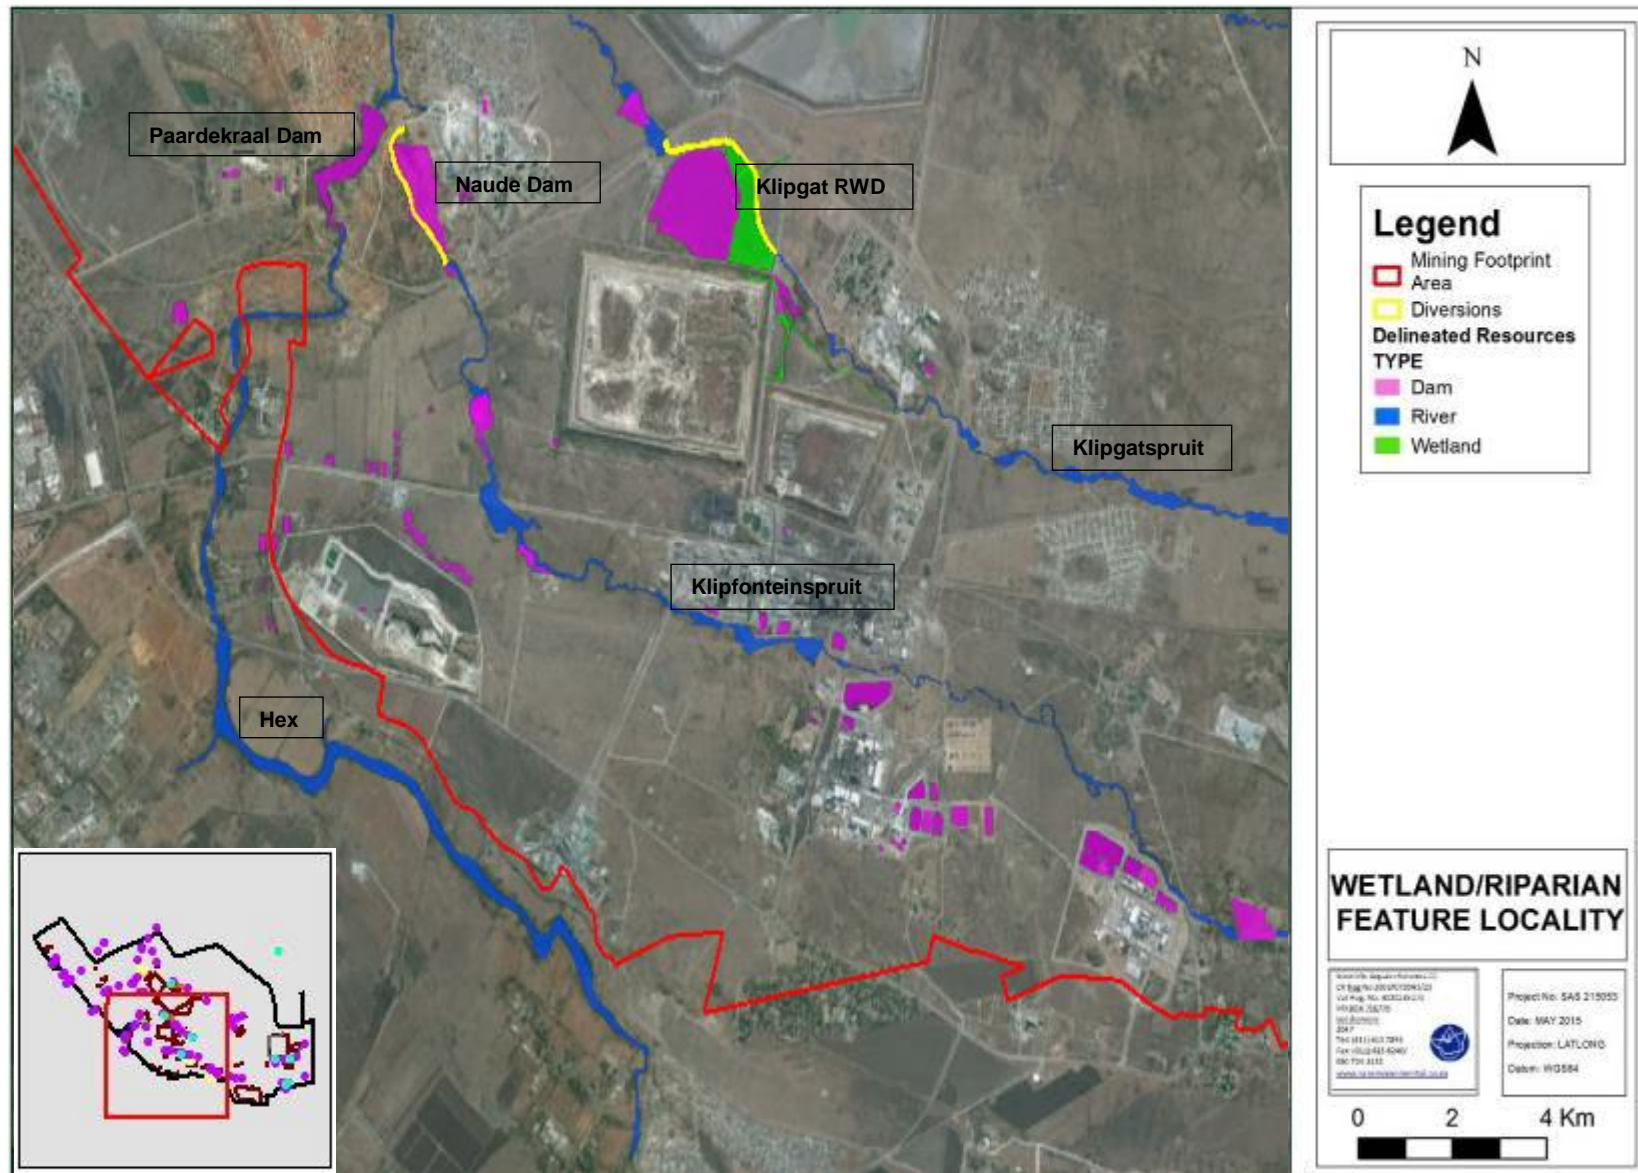 Paardekraal Dam
Naude Dam
Klipgat RWD
Klipgatspruit
Klipfonteinspruit
Hex
N
Legend
Mining Footprint
Area
Diversions
Delineated Resources
TYPE
Dam
River
Wetland
WETLAND/RIPARIAN
FEATURE LOCALITY
Project No: SAS 215053
Date: MAY 2015
Projection: LATLONG
Datum: WGS84
0 2 4 Km